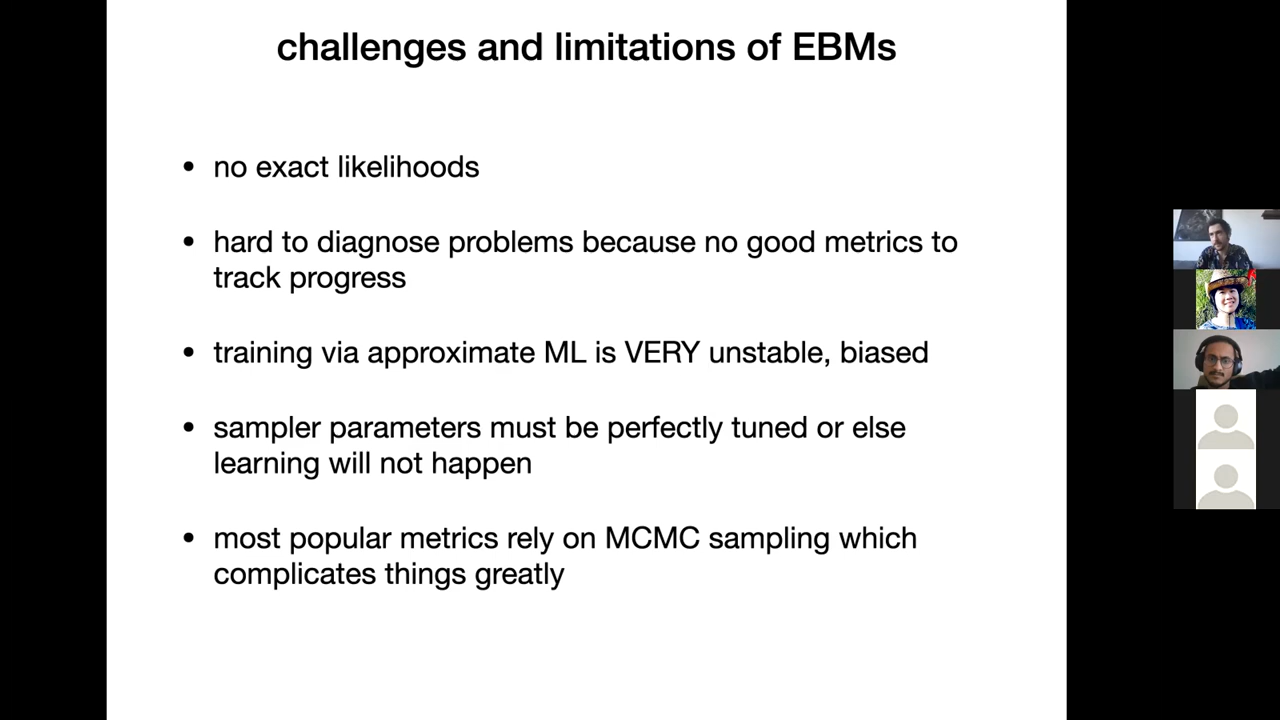 challenges and limitations of EBMs
• no exact likelihoods
• hard to diagnose problems because no good metrics to
track progress
• training via approximate ML is VERY unstable, biased
• sampler parameters must be perfectly tuned or else
learning will not happen
• most popular metrics rely on MCMC sampling which
complicates things greatly